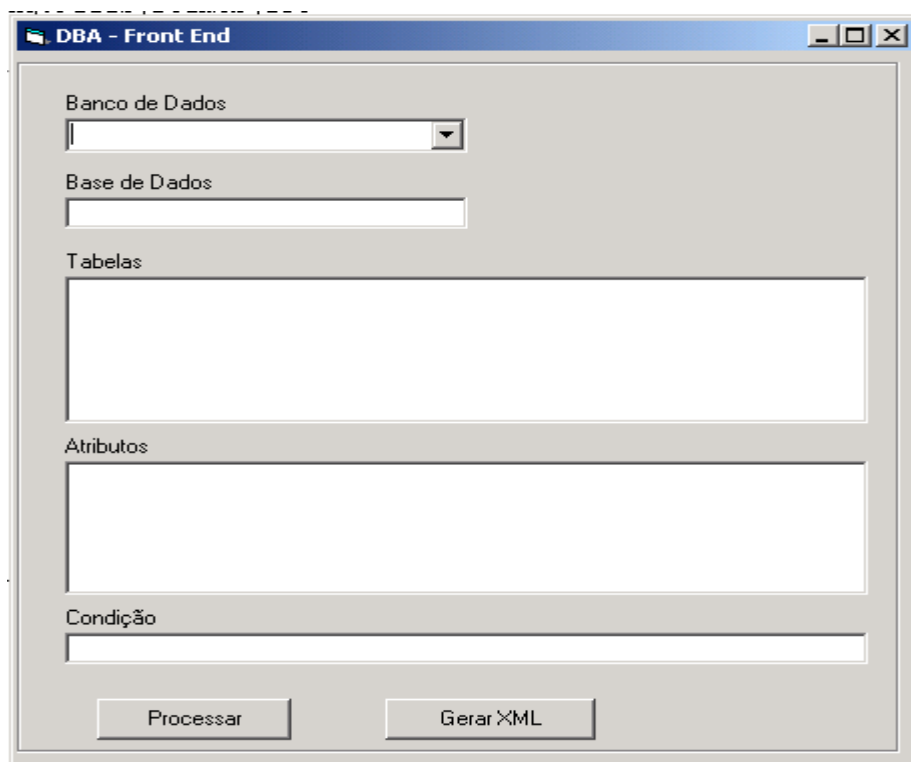 DBA - Front End
Banco de Dados
Base de Dados
Tabelas
Atributos
Condição
Processar
Gerar XML